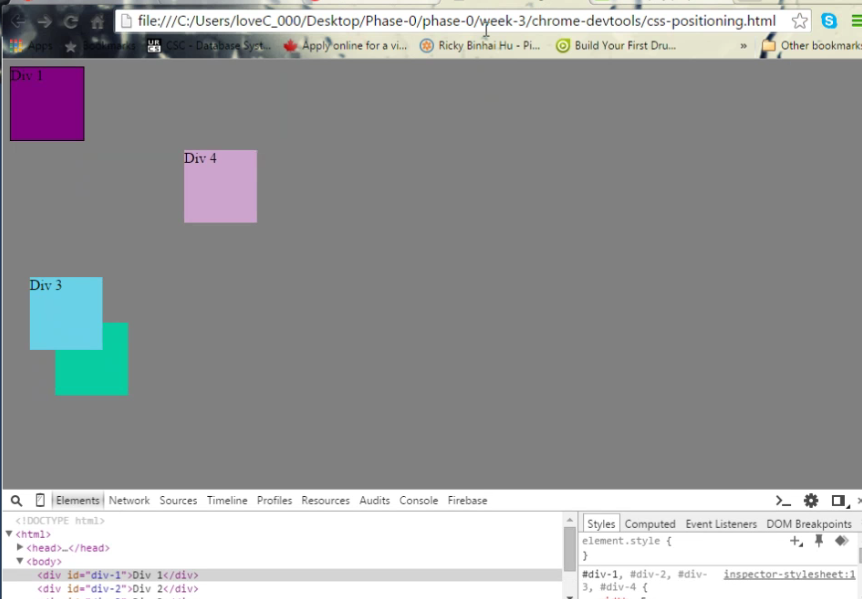 file:///C:/Users/loveC_000/Desktop/Phase-0/phase-0/week-3/chrome-devtools/css-positioning.html
Apps Bookmarks CSC - Database Syst... Apply online for a vi... Ricky Binhai Hu - Pi... Build Your First Dru... » Other bookmarks
Div 1
Div 4
Div 3
Elements Network Sources Timeline Profiles Resources Audits Console Firebase
<!DOCTYPE html>
▼<html>
▶<head>…</head>
▼<body>
<div id="div-1">Div 1</div>
<div id="div-2">Div 2</div>
Styles Computed Event Listeners DOM Breakpoints
element.style {
}
#div-1, #div-2, #div- inspector-stylesheet:1
3, #div-4 {